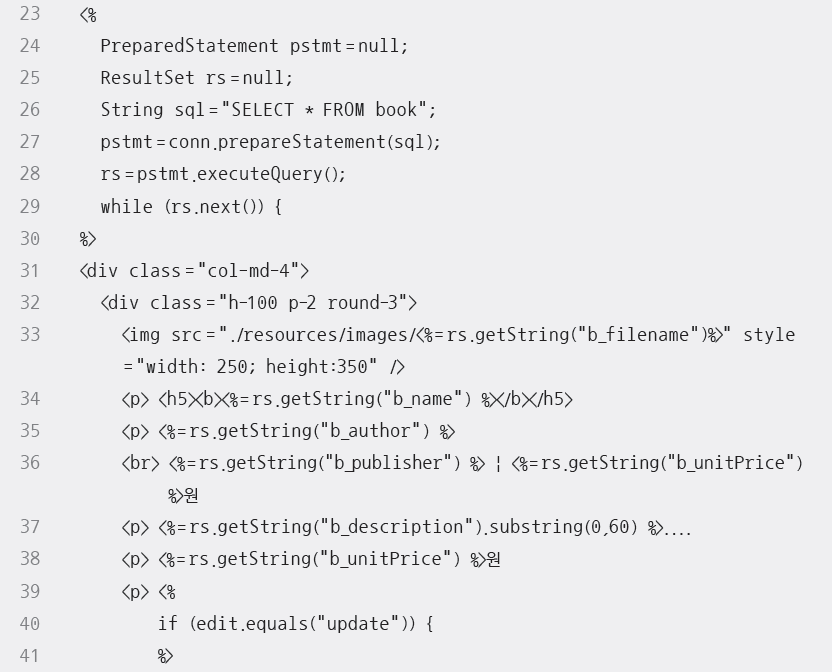 23 <%
24 PreparedStatement pstmt=null;
25 ResultSet rs=null;
26 String sql="SELECT * FROM book";
27 pstmt=conn.prepareStatement(sql);
28 rs=pstmt.executeQuery();
29 while (rs.next()) {
30 %>
31 <div class="col-md-4">
32 <div class="h-100 p-2 round-3">
33 <img src="./resources/images/<%=rs.getString("b_filename")%>" style
="width: 250; height:350" />
34 <p> <h5><b><%=rs.getString("b_name") %></b></h5>
35 <p> <%=rs.getString("b_author") %>
36 <br> <%=rs.getString("b_publisher") %> ¦ <%=rs.getString("b_unitPrice")
%>원
37 <p> <%=rs.getString("b_description").substring(0,60) %>....
38 <p> <%=rs.getString("b_unitPrice") %>원
39 <p> <%
40 if (edit.equals("update")) {
41 %>